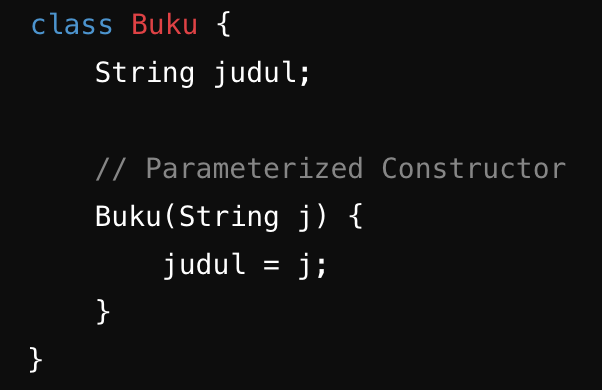 class Buku {
    String judul;

    // Parameterized Constructor
    Buku(String j) {
        judul = j;
    }
}